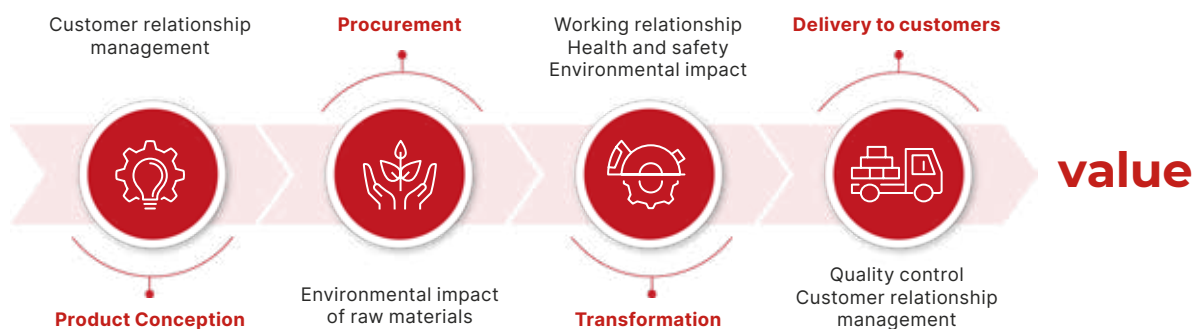 Customer relationship
management
Product Conception
Procurement
Environmental impact
of raw materials
Working relationship
Health and safety
Environmental impact
Transformation
Delivery to customers
Quality control
Customer relationship
management
value